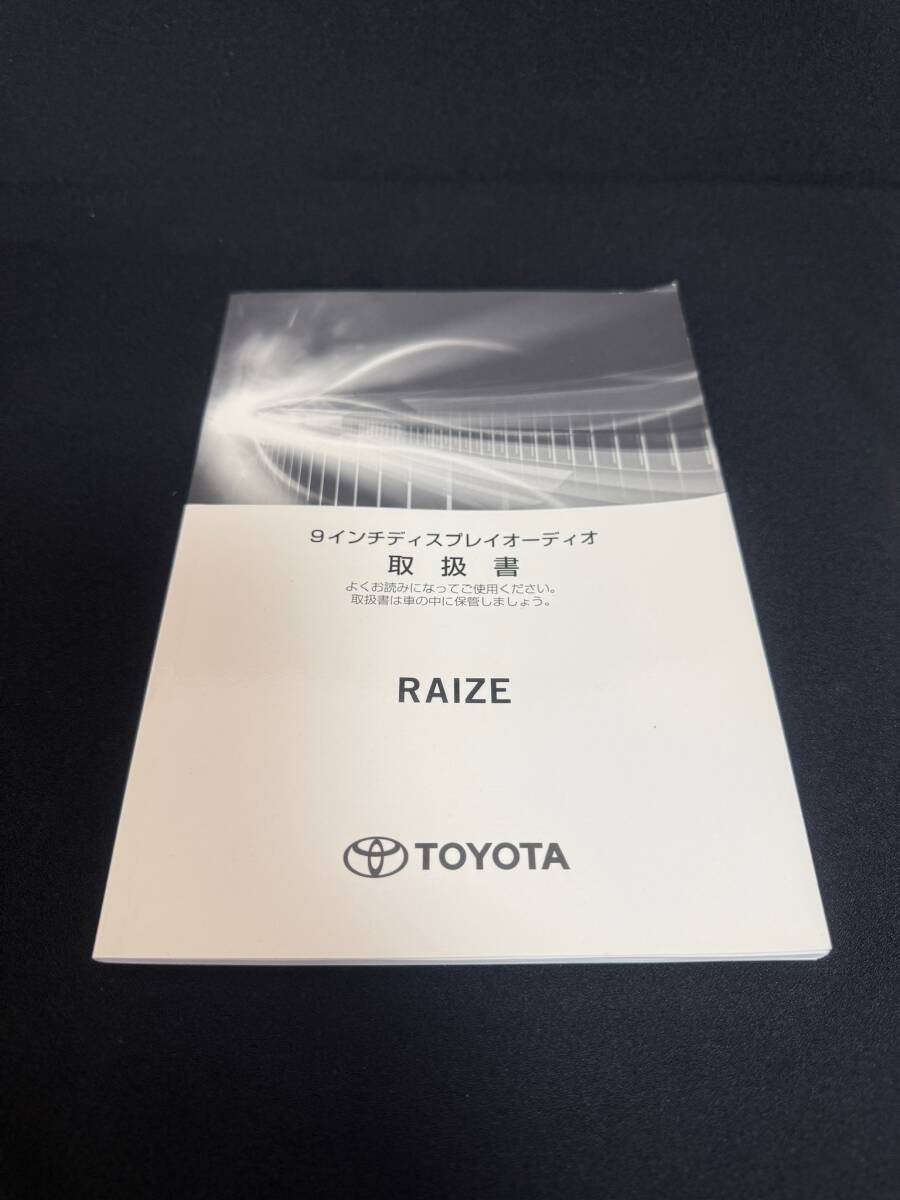 9インチディスプレイオーディオ
取扱書
よくお読みになってご使用ください。
取扱書は車の中に保管しましょう。
RAIZE
TOYOTA